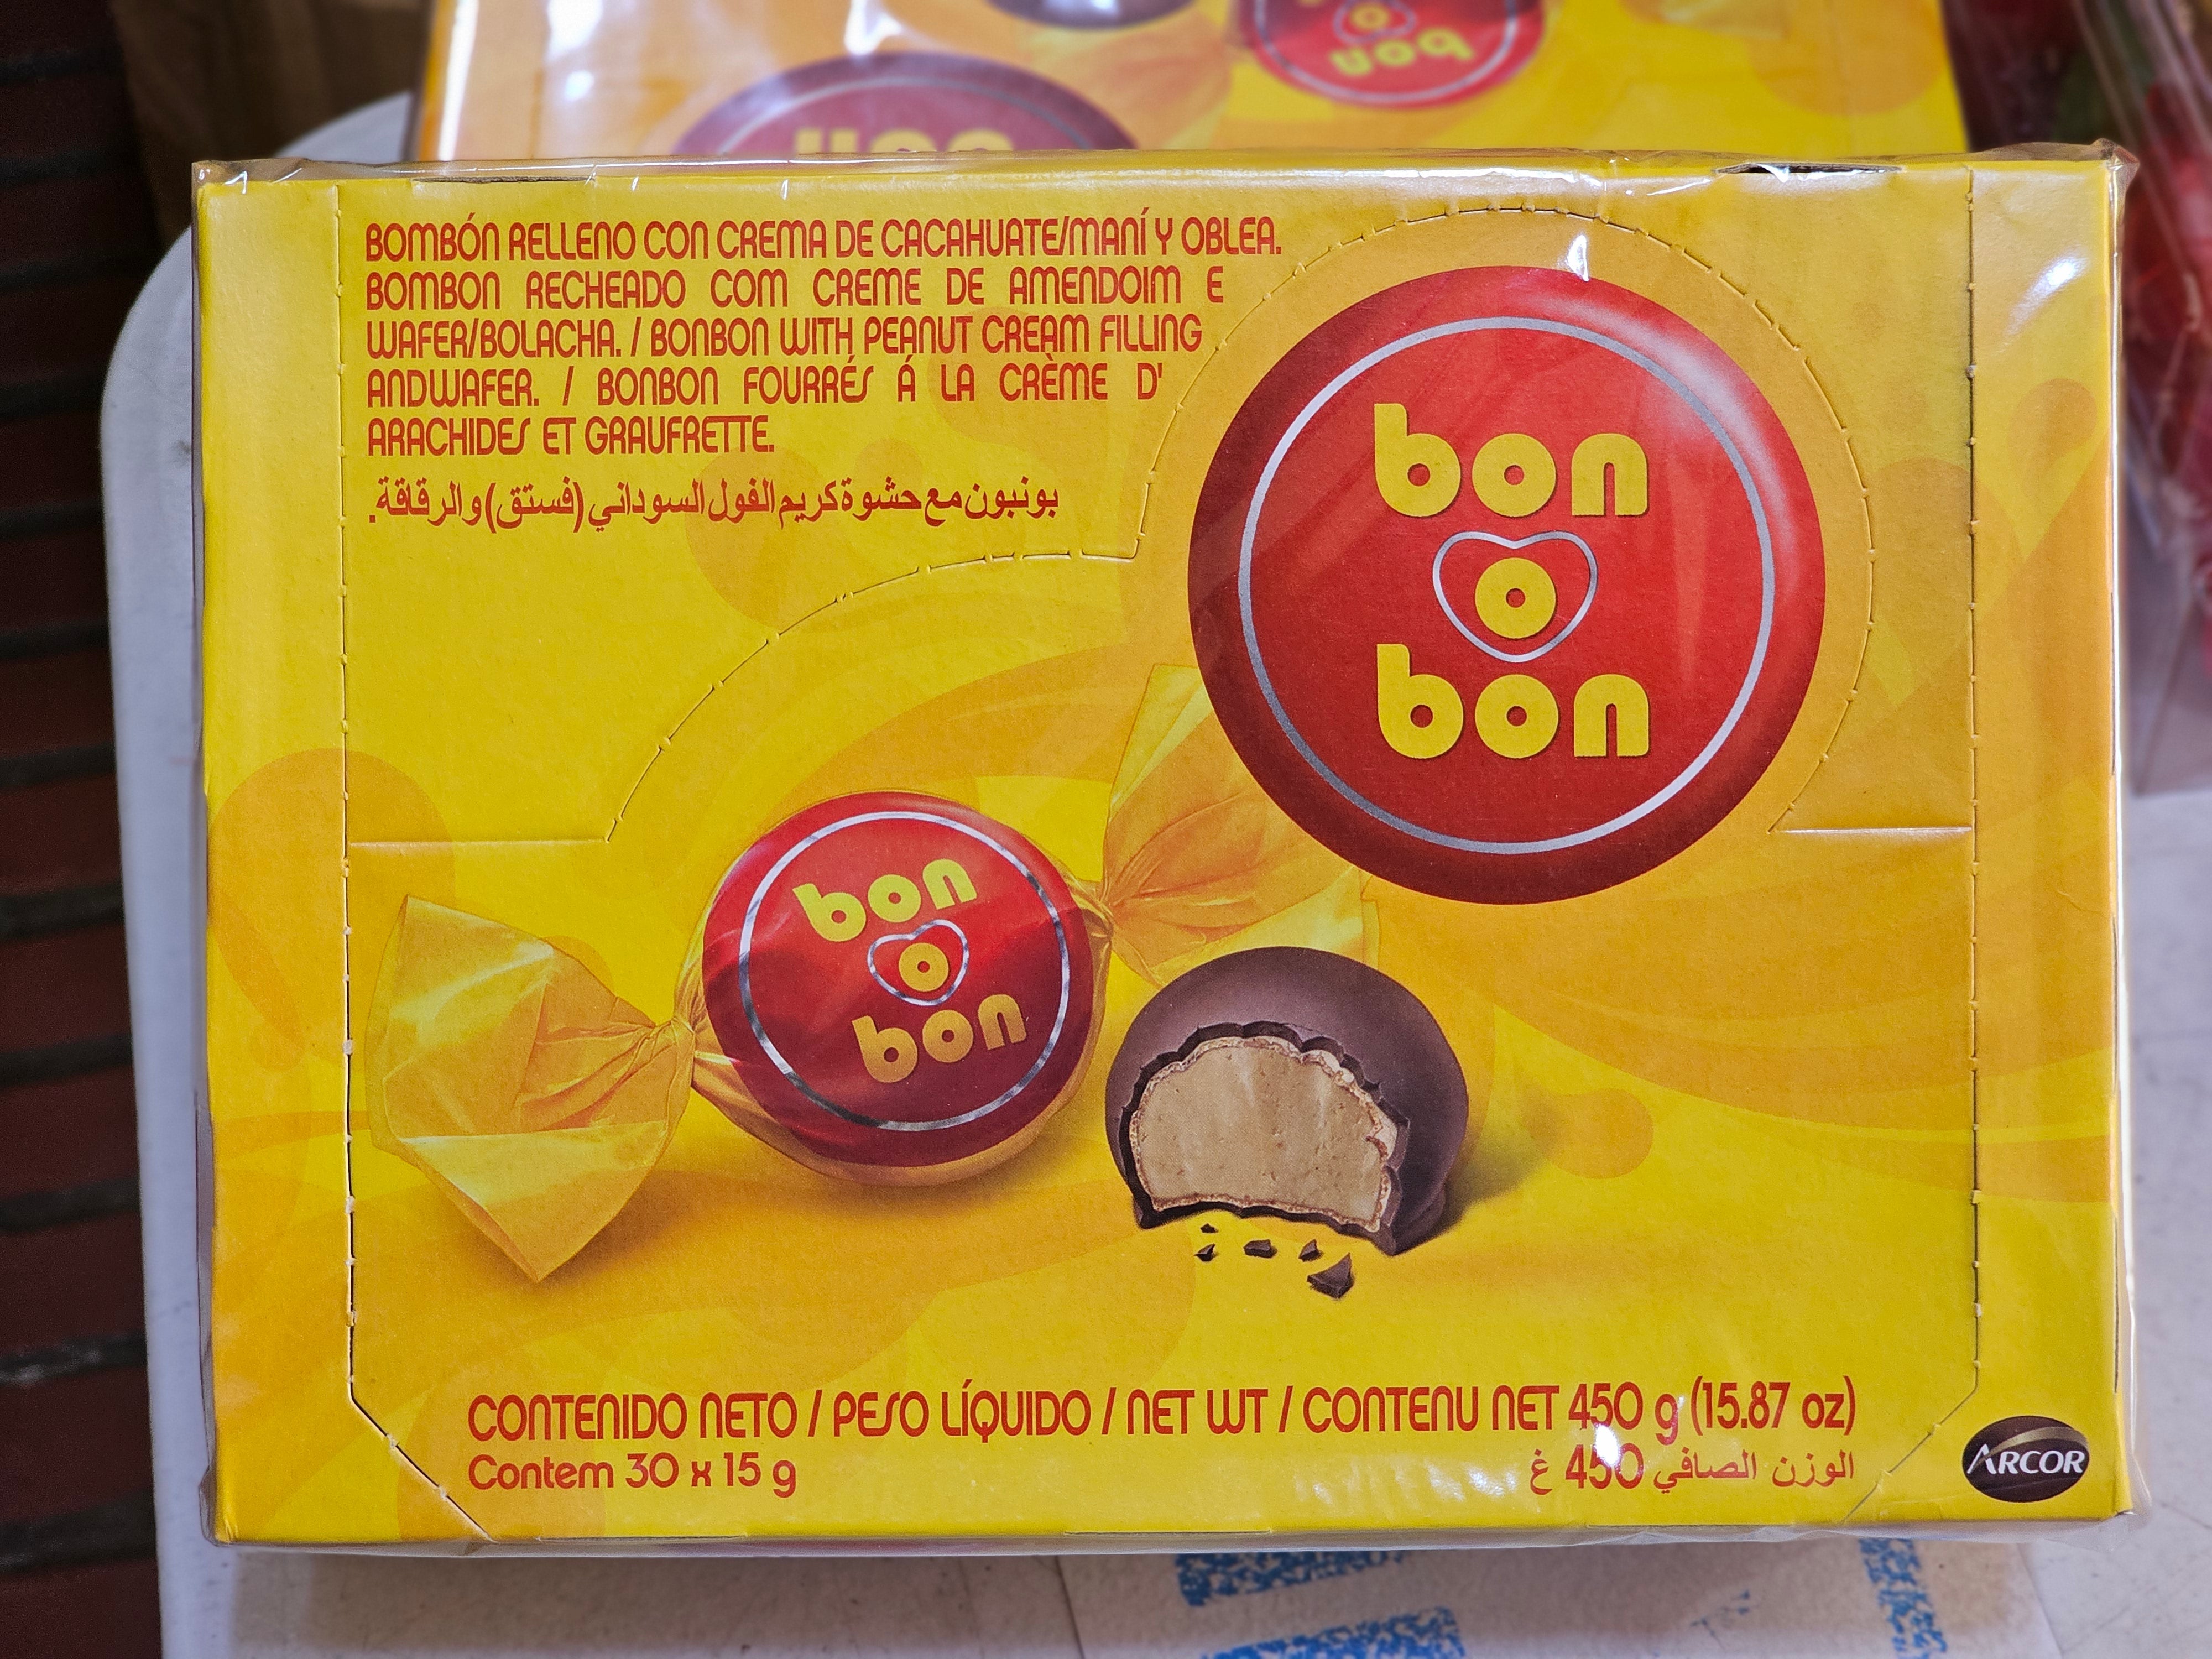 bon
BOMBÓN RELLENO CON CREMA DE CACAHUATE/MANÍ Y OBLEA.
BOMBON RECHEADO COM CREME DE AMENDOIM E
WAFER/BOLACHA. / BONBON WITH PEANUT CREAM FILLING
ANDWAFER. / BONBON FOURRÉS Á LA CRÈME D'
ARACHIDES ET GRAUFRETTE.
بونبون مع حشوة كريم الفول السوداني (فستق) والرقاقة.
bon
o
bon
bon
o
bon
CONTENIDO NETO / PESO LÍQUIDO / NET WT / CONTENU NET 450 g (15.87 oz)
Contem 30 x 15 g
الوزن الصافي 450 غ
ARCOR